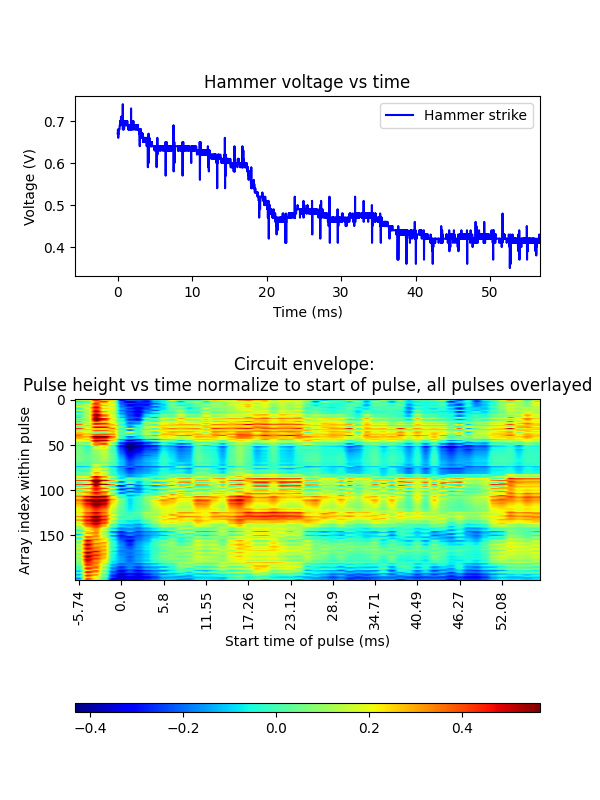 Hammer voltage vs time
Hammer strike
Voltage (V)
0.7
0.6
0.5
0.4
0 10 20 30 40 50
Time (ms)
Circuit envelope:
Pulse height vs time normalize to start of pulse, all pulses overlayed
Array index within pulse
0
50
100
150
-5.74 0.0 5.8 11.55 17.26 23.12 28.9 34.71 40.49 46.27 52.08
Start time of pulse (ms)
−0.4 −0.2 0.0 0.2 0.4